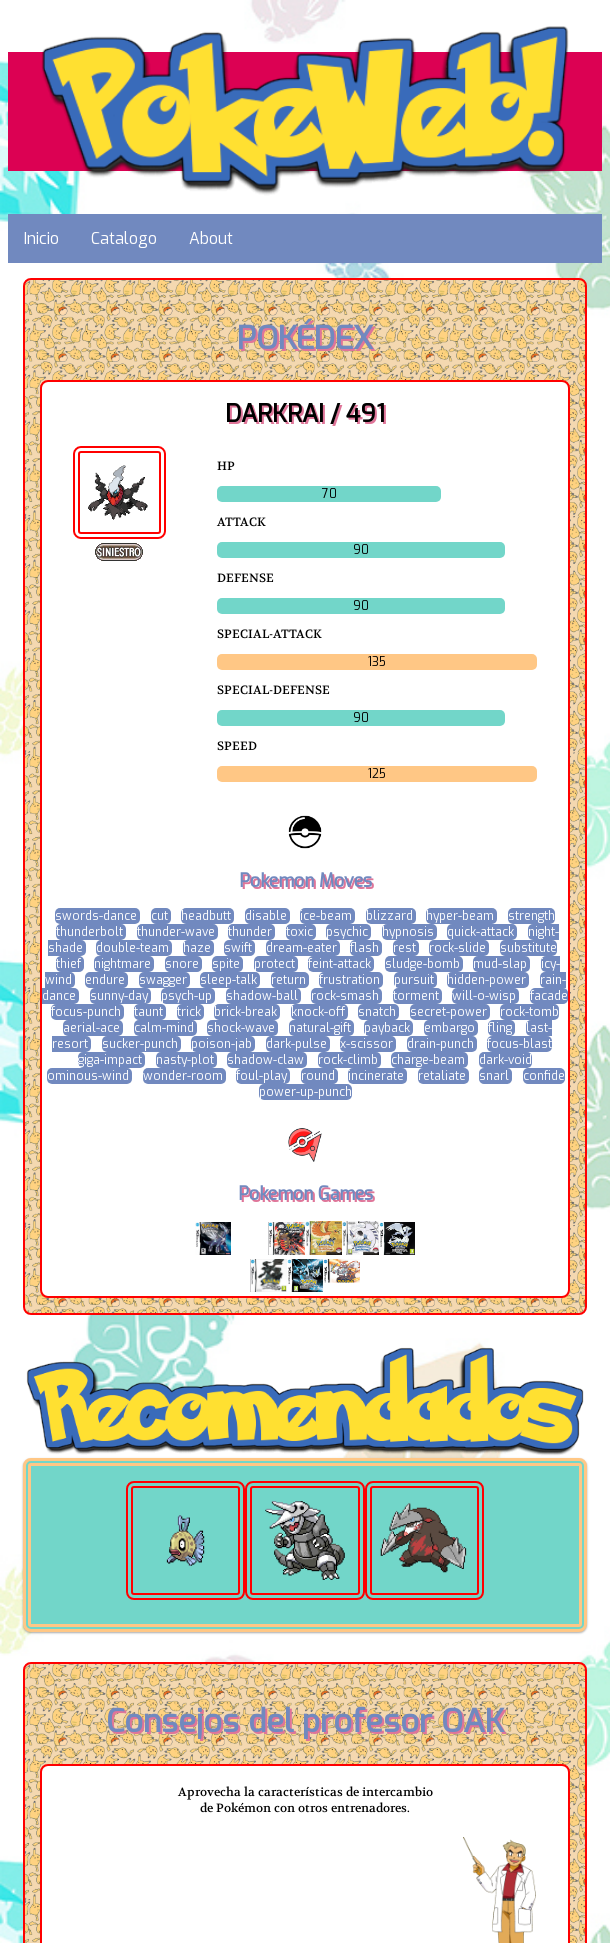 PokeWeb!
Inicio Catalogo About
POKÉDEX
DARKRAI / 491
SINIESTRO
HP
70
ATTACK
90
DEFENSE
90
SPECIAL-ATTACK
135
SPECIAL-DEFENSE
90
SPEED
125
Pokemon Moves
swords-dance cut headbutt disable ice-beam blizzard hyper-beam strength
thunderbolt thunder-wave thunder toxic psychic hypnosis quick-attack night-
shade double-team haze swift dream-eater flash rest rock-slide substitute
thief nightmare snore spite protect feint-attack sludge-bomb mud-slap icy-
wind endure swagger sleep-talk return frustration pursuit hidden-power rain-
dance sunny-day psych-up shadow-ball rock-smash torment will-o-wisp facade
focus-punch taunt trick brick-break knock-off snatch secret-power rock-tomb
aerial-ace calm-mind shock-wave natural-gift payback embargo fling last-
resort sucker-punch poison-jab dark-pulse x-scissor drain-punch focus-blast
giga-impact nasty-plot shadow-claw rock-climb charge-beam dark-void
ominous-wind wonder-room foul-play round incinerate retaliate snarl confide
power-up-punch
Pokemon Games
Recomendados
Consejos del profesor OAK
Aprovecha la características de intercambio
de Pokémon con otros entrenadores.